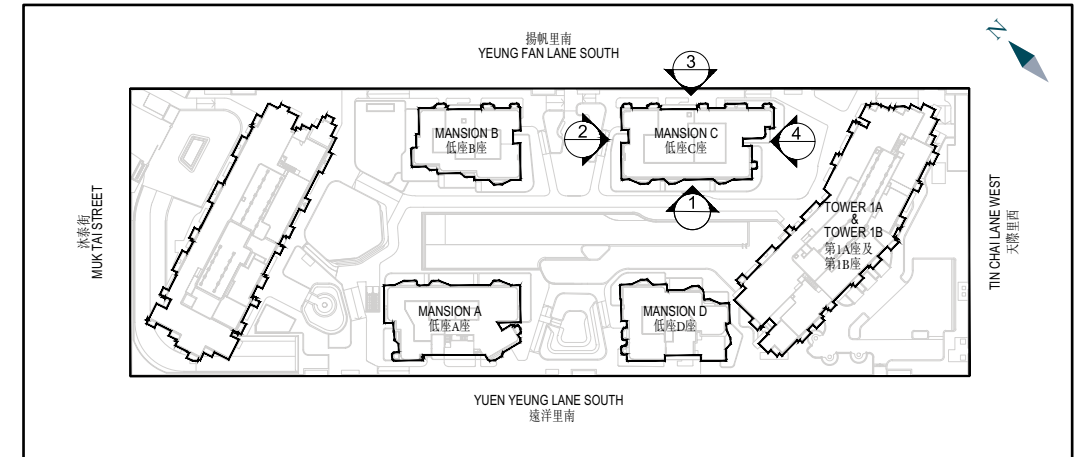 N
揚帆里南
YEUNG FAN LANE SOUTH
3
MANSION B
低座B座
2
MANSION C
低座C座
4
1
沐泰街
MUK TAI STREET
TOWER 1A
&
TOWER 1B
第1A座及
第1B座
TIN CHAI LANE WEST
天際里西
MANSION A
低座A座
MANSION D
低座D座
YUEN YEUNG LANE SOUTH
遠洋里南